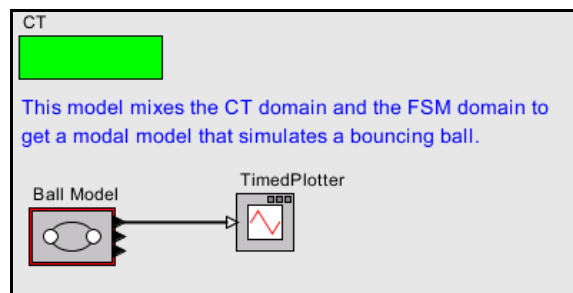 CT
This model mixes the CT domain and the FSM domain to
get a modal model that simulates a bouncing ball.
TimedPlotter
Ball Model